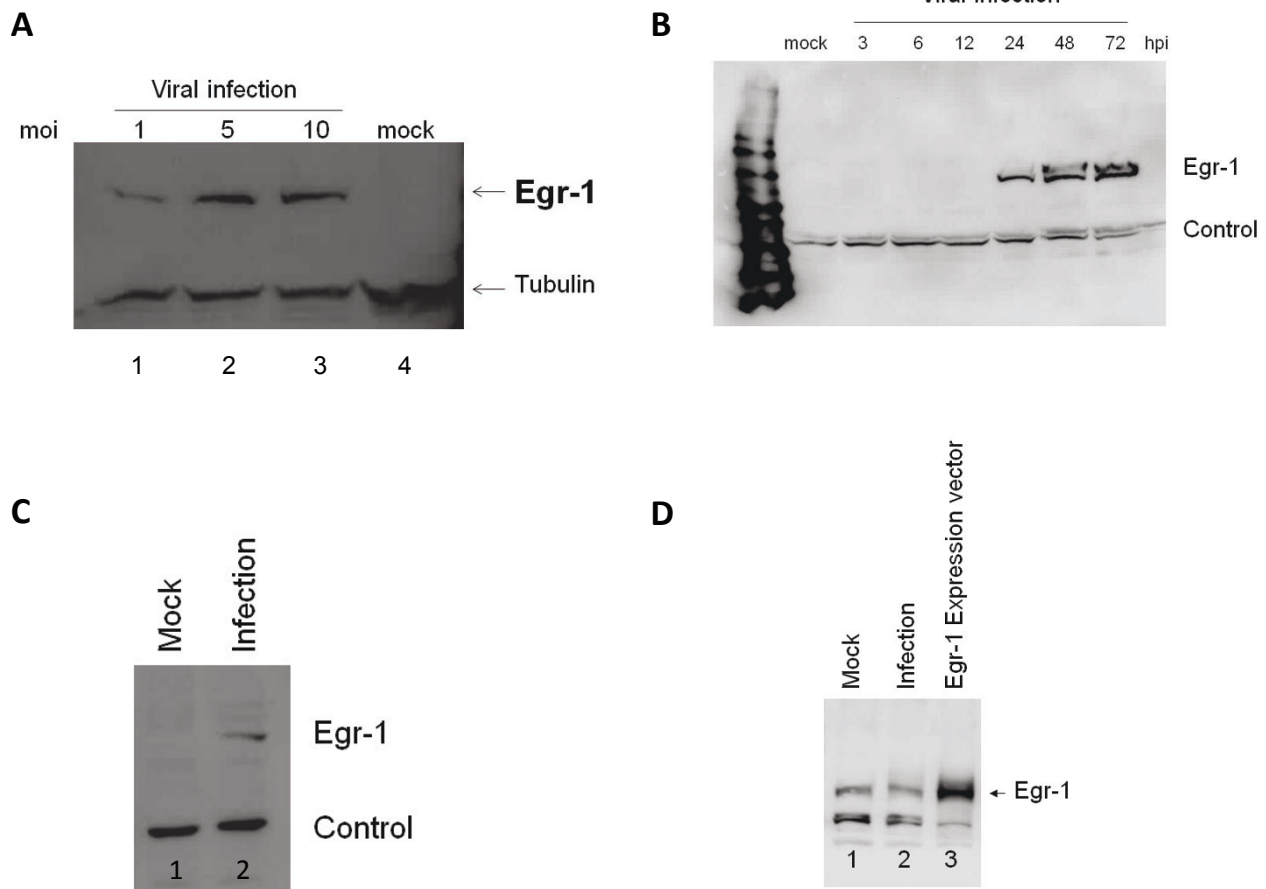 A
Viral infection
moi 1 5 10 mock
Egr-1
Tubulin
1 2 3 4
B
Viral infection
mock 3 6 12 24 48 72 hpi
Egr-1
Control
C
Mock
Infection
Egr-1
Control
1 2
D
Mock
Infection
Egr-1 Expression vector
Egr-1
1 2 3